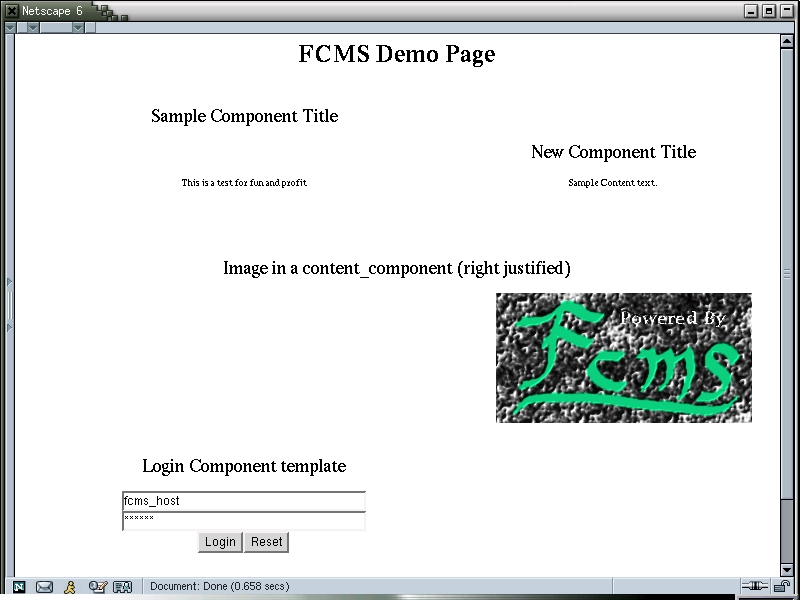 Netscape 6
FCMS Demo Page
Sample Component Title
New Component Title
This is a test for fun and profit
Sample Content text.
Image in a content_component (right justified)
Powered By
Fcms
Login Component template
fcms_host
******
Login Reset
Document: Done (0.658 secs)